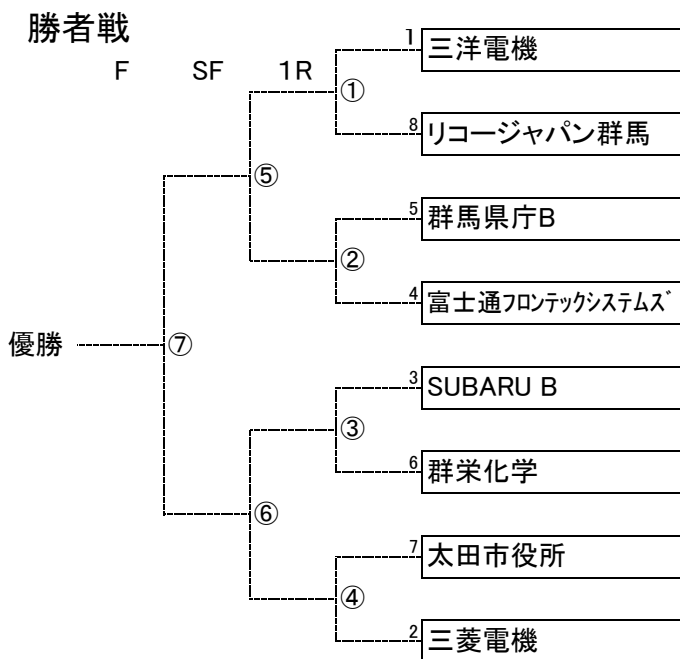 勝者戦
F SF 1R
1 三洋電機
①
8 リコージャパン群馬
⑤
5 群馬県庁B
②
4 富士通ﾌﾛﾝﾃｯｸｼｽﾃﾑｽﾞ
優勝 ⑦
3 SUBARU B
③
6 群栄化学
⑥
7 太田市役所
④
2 三菱電機